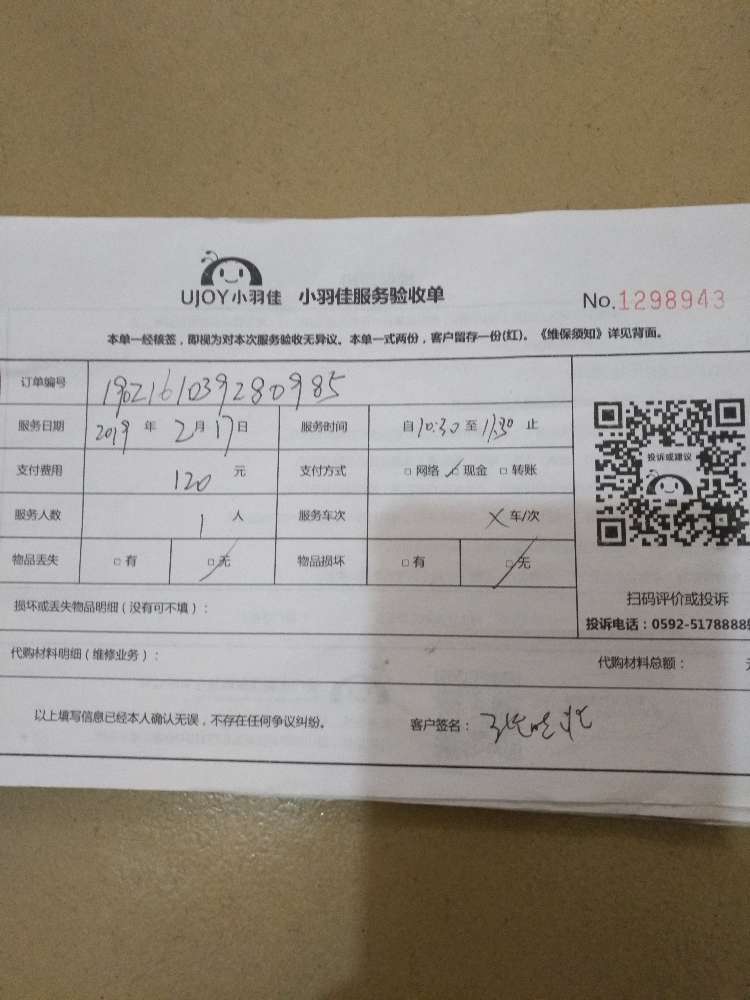 UJOY小羽佳 小羽佳服务验收单 No.1298943
本单一经核签，即视为对本次服务验收无异议。本单一式两份，客户留存一份(红)。《维保须知》详见背面。
订单编号 1902161039280985
服务日期 2019 年 2月 17日 服务时间 自10:30至11:30止
支付费用 120 元 支付方式 □网络 ☑现金 □转账
服务人数 1 人 服务车次 X车/次
物品丢失 □有 ☑无 物品损坏 □有 ☑无
投诉或建议
扫码评价或投诉
损坏或丢失物品明细（没有可不填）：
投诉电话：0592-5178888
代购材料明细（维修业务）： 代购材料总额：
以上填写信息已经本人确认无误，不存在任何争议纠纷。 客户签名：